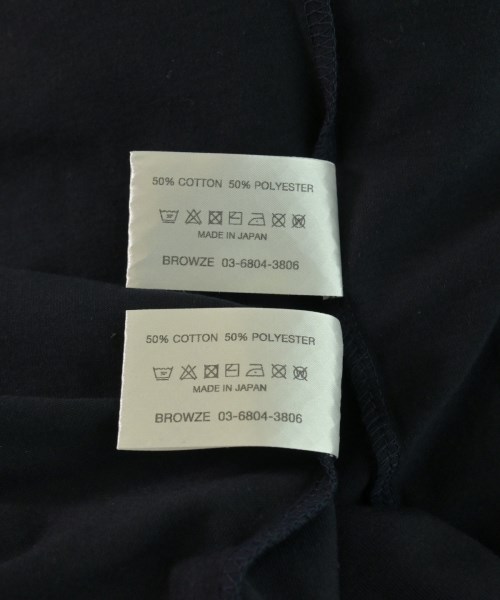 50% COTTON 50% POLYESTER
MADE IN JAPAN
BROWZE 03-6804-3806
50% COTTON 50% POLYESTER
MADE IN JAPAN
BROWZE 03-6804-3806